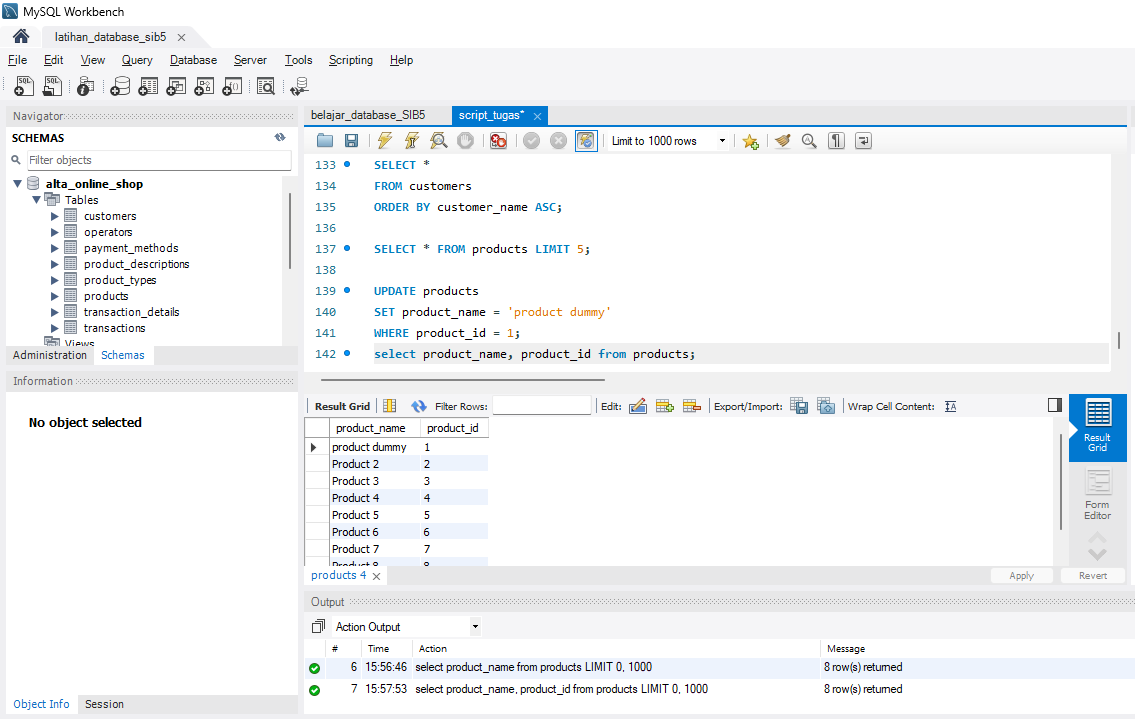 MySQL Workbench
latihan_database_sib5
File Edit View Query Database Server Tools Scripting Help
Navigator
SCHEMAS
Filter objects
alta_online_shop
Tables
customers
operators
payment_methods
product_descriptions
product_types
products
transaction_details
transactions
Views
Administration Schemas
Information
No object selected
Object Info Session
belajar_database_SIB5 script_tugas*
Limit to 1000 rows
133 SELECT *
134 FROM customers
135 ORDER BY customer_name ASC;
136
137 SELECT * FROM products LIMIT 5;
138
139 UPDATE products
140 SET product_name = 'product dummy'
141 WHERE product_id = 1;
142 select product_name, product_id from products;
Result Grid Filter Rows: Edit: Export/Import: Wrap Cell Content:
product_name product_id
product dummy 1
Product 2 2
Product 3 3
Product 4 4
Product 5 5
Product 6 6
Product 7 7
Product 8 8
Result
Grid
Form
Editor
products 4 Apply Revert
Output
Action Output
# Time Action Message
6 15:56:46 select product_name from products LIMIT 0, 1000 8 row(s) returned
7 15:57:53 select product_name, product_id from products LIMIT 0, 1000 8 row(s) returned